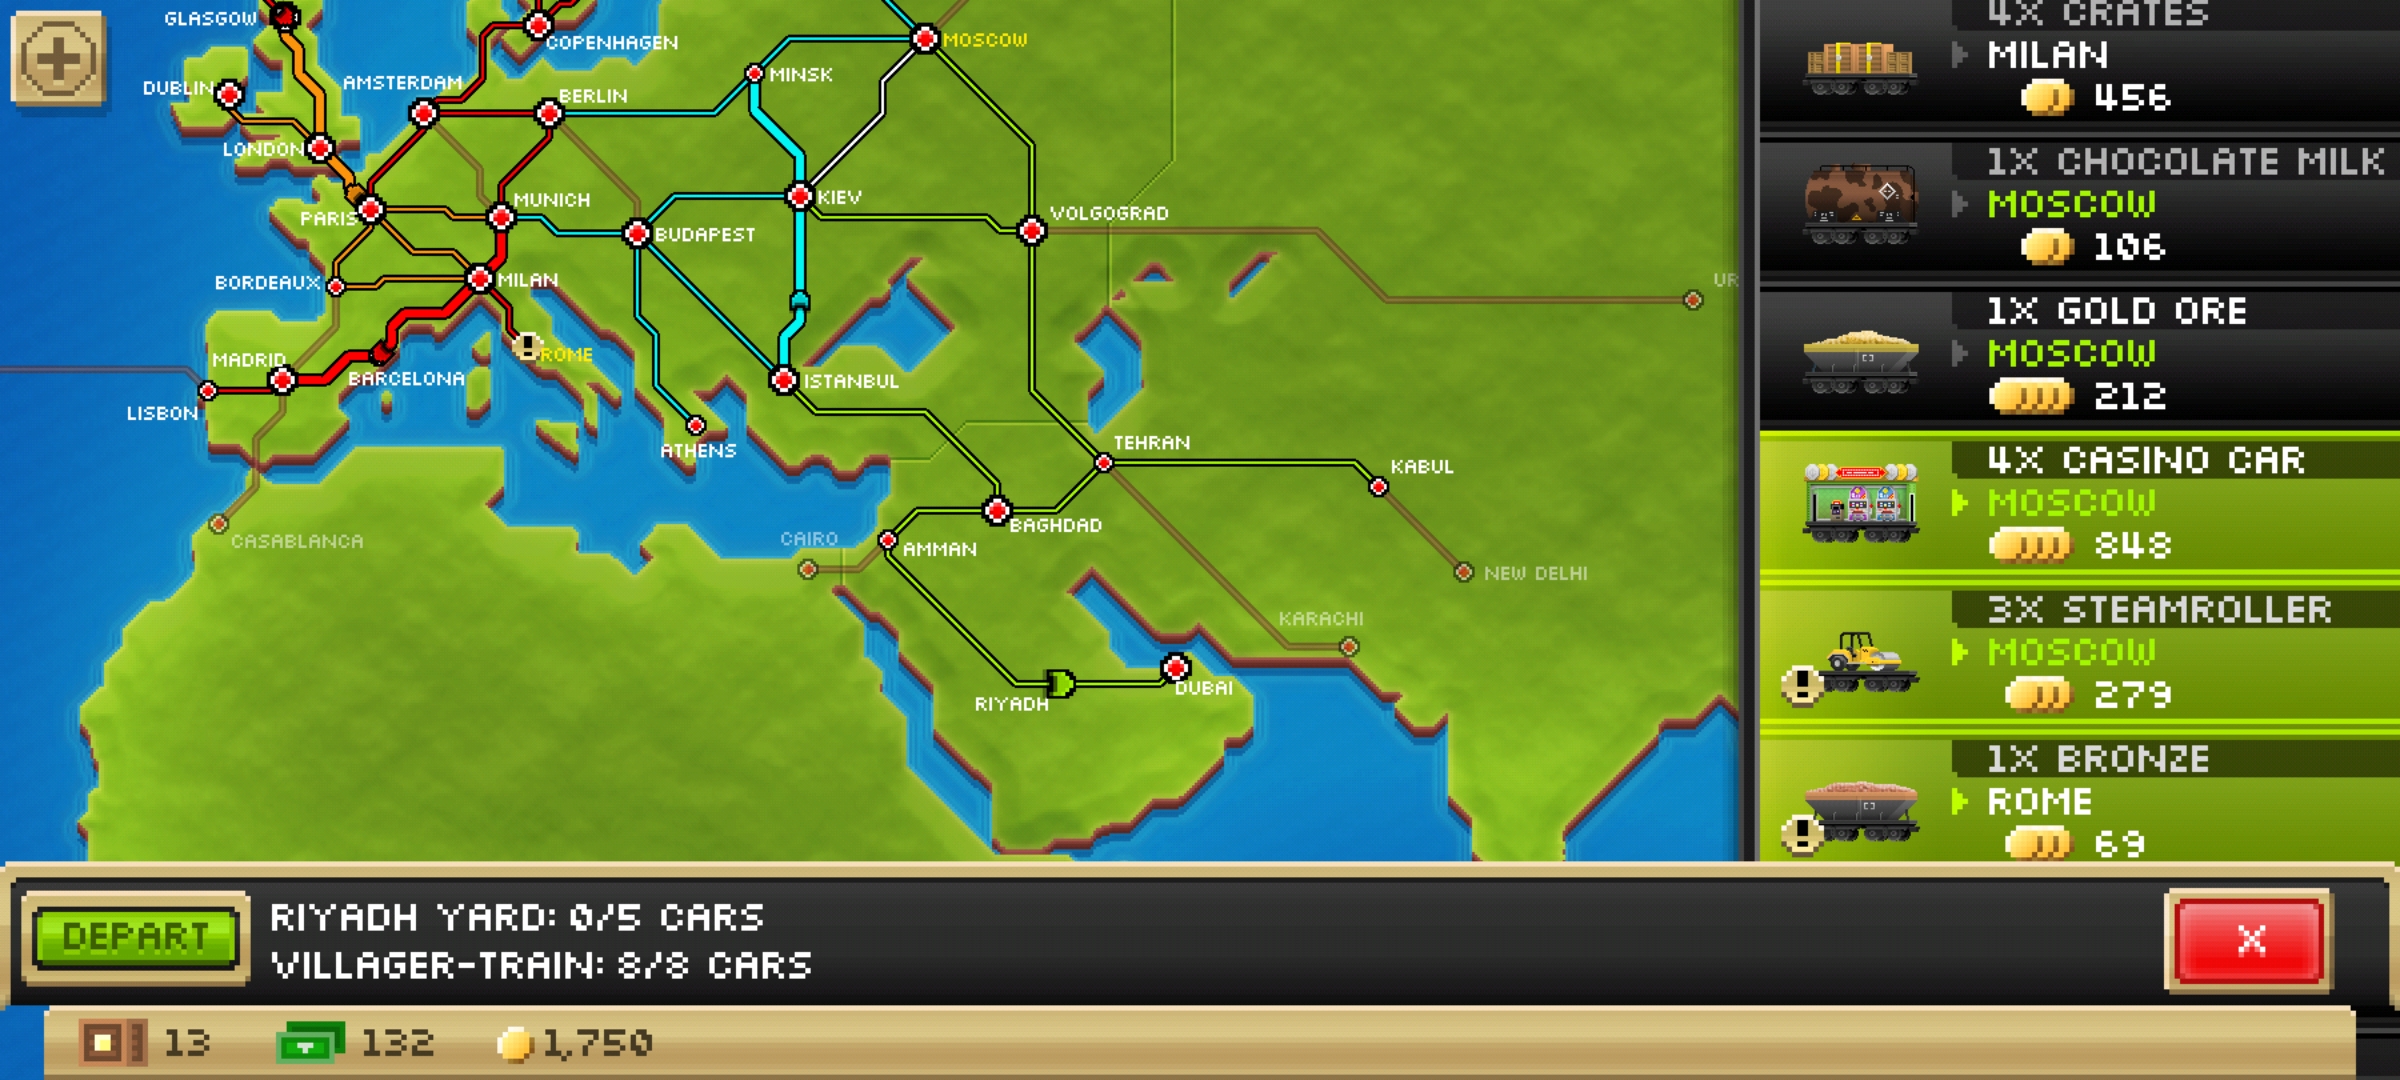 GLASGOW
COPENHAGEN
MOSCOW
MINSK
DUBLIN
AMSTERDAM
BERLIN
LONDON
PARIS
MUNICH
KIEV
BUDAPEST
VOLGOGRAD
BORDEAUX
MILAN
UR
MADRID
ROME
BARCELONA
ISTANBUL
LISBON
ATHENS
TEHRAN
KABUL
CASABLANCA
CAIRO
AMMAN
BAGHDAD
NEW DELHI
KARACHI
RIYADH
DUBAI
4X CRATES
MILAN
456
1X CHOCOLATE MILK
MOSCOW
106
1X GOLD ORE
MOSCOW
212
4X CASINO CAR
MOSCOW
848
3X STEAMROLLER
MOSCOW
279
1X BRONZE
ROME
69
DEPART
RIYADH YARD: 0/5 CARS
VILLAGER-TRAIN: 8/8 CARS
X
13
132
1,750